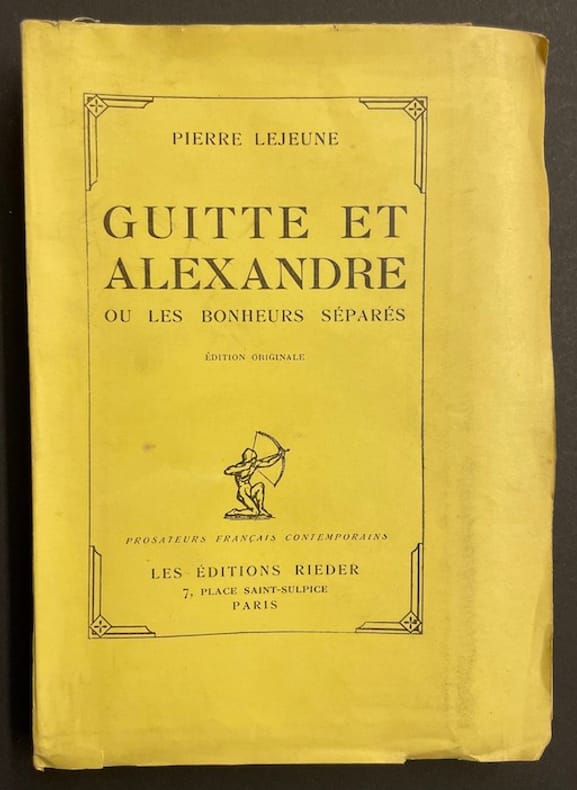 PIERRE LEJEUNE
GUITTE ET
ALEXANDRE
OU LES BONHEURS SÉPARÉS
ÉDITION ORIGINALE
PROSATEURS FRANÇAIS CONTEMPORAINS
LES ÉDITIONS RIEDER
7, PLACE SAINT-SULPICE
PARIS